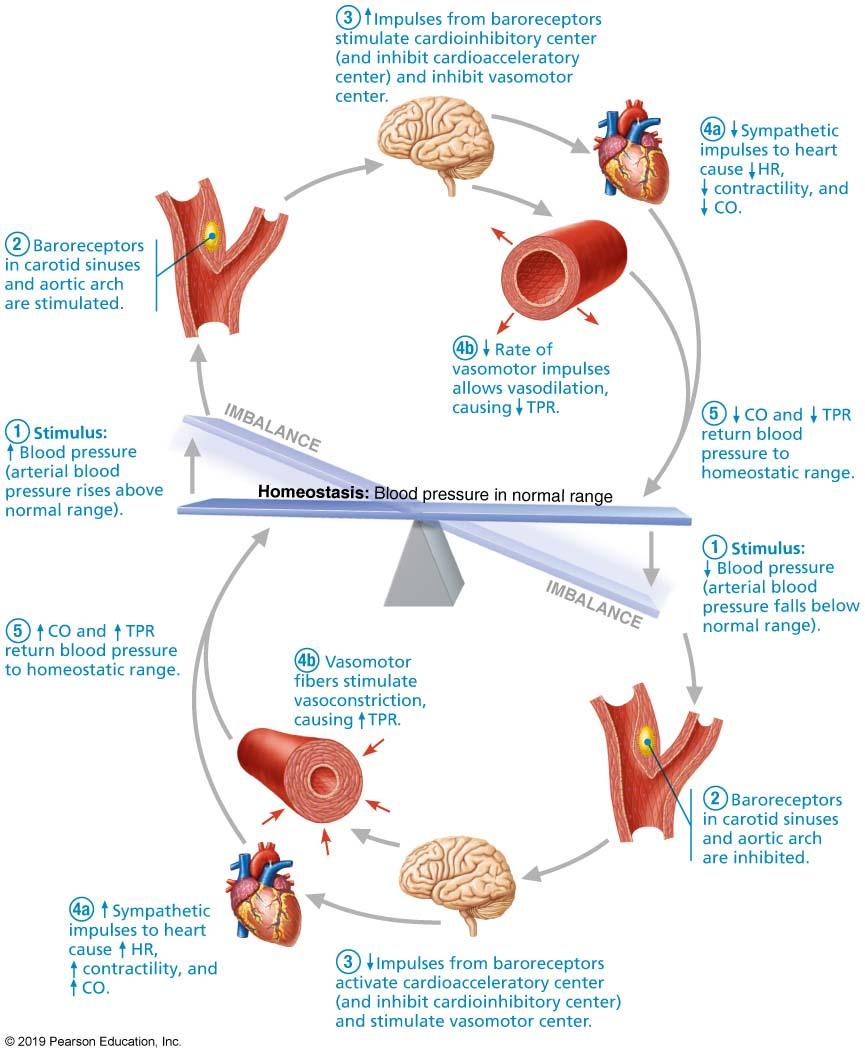 3 ↑Impulses from baroreceptors
stimulate cardioinhibitory center
(and inhibit cardioacceleratory
center) and inhibit vasomotor
center.
4a ↓Sympathetic
impulses to heart
cause ↓HR,
↓ contractility, and
↓ CO.
2 Baroreceptors
in carotid sinuses
and aortic arch
are stimulated.
4b ↓ Rate of
vasomotor impulses
allows vasodilation,
causing ↓TPR.
5 ↓ CO and ↓ TPR
return blood
pressure to
homeostatic range.
1 Stimulus:
↑ Blood pressure
(arterial blood
pressure rises above
normal range).
IMBALANCE
Homeostasis: Blood pressure in normal range
IMBALANCE
1 Stimulus:
↓ Blood pressure
(arterial blood
pressure falls below
normal range).
5 ↑CO and ↑TPR
return blood pressure
to homeostatic range.
4b Vasomotor
fibers stimulate
vasoconstriction,
causing ↑TPR.
2 Baroreceptors
in carotid sinuses
and aortic arch
are inhibited.
4a ↑ Sympathetic
impulses to heart
cause ↑ HR,
↑ contractility, and
↑ CO.
3 ↓Impulses from baroreceptors
activate cardioacceleratory center
(and inhibit cardioinhibitory center)
and stimulate vasomotor center.
© 2019 Pearson Education, Inc.